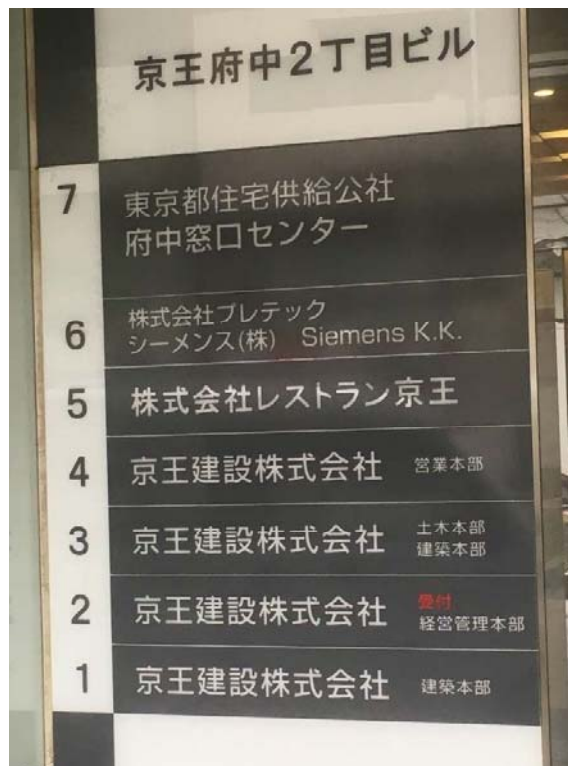 京王府中2丁目ビル
7 東京都住宅供給公社
府中窓口センター
6 株式会社プレテック
シーメンス(株) Siemens K.K.
5 株式会社レストラン京王
4 京王建設株式会社 営業本部
3 京王建設株式会社 土木本部
建築本部
2 京王建設株式会社 受付
経営管理本部
1 京王建設株式会社 建築本部